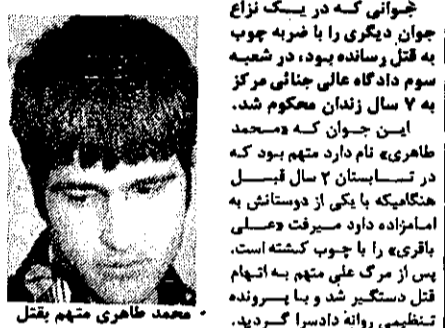 جوانی که در یک نزاع
جوان دیگری را با ضربه چوب
به قتل رسانده بود، در شعبه
سوم دادگاه عالی جنائی مرکز
به ۷ سال زندان محکوم شد.
این جوان که «محمد
طاهری» نام دارد متهم بود که
در تابستان ۲ سال قبل
هنگامیکه با یکی از دوستانش به
امامزاده داود میرفت «علی
باقری» را با چوب کشته است.
پس از مرگ علی متهم به اتهام
قتل دستگیر شد و با پرونده
تنظیمی روانهٔ دادسرا گردید.
• محمد طاهری متهم بقتل